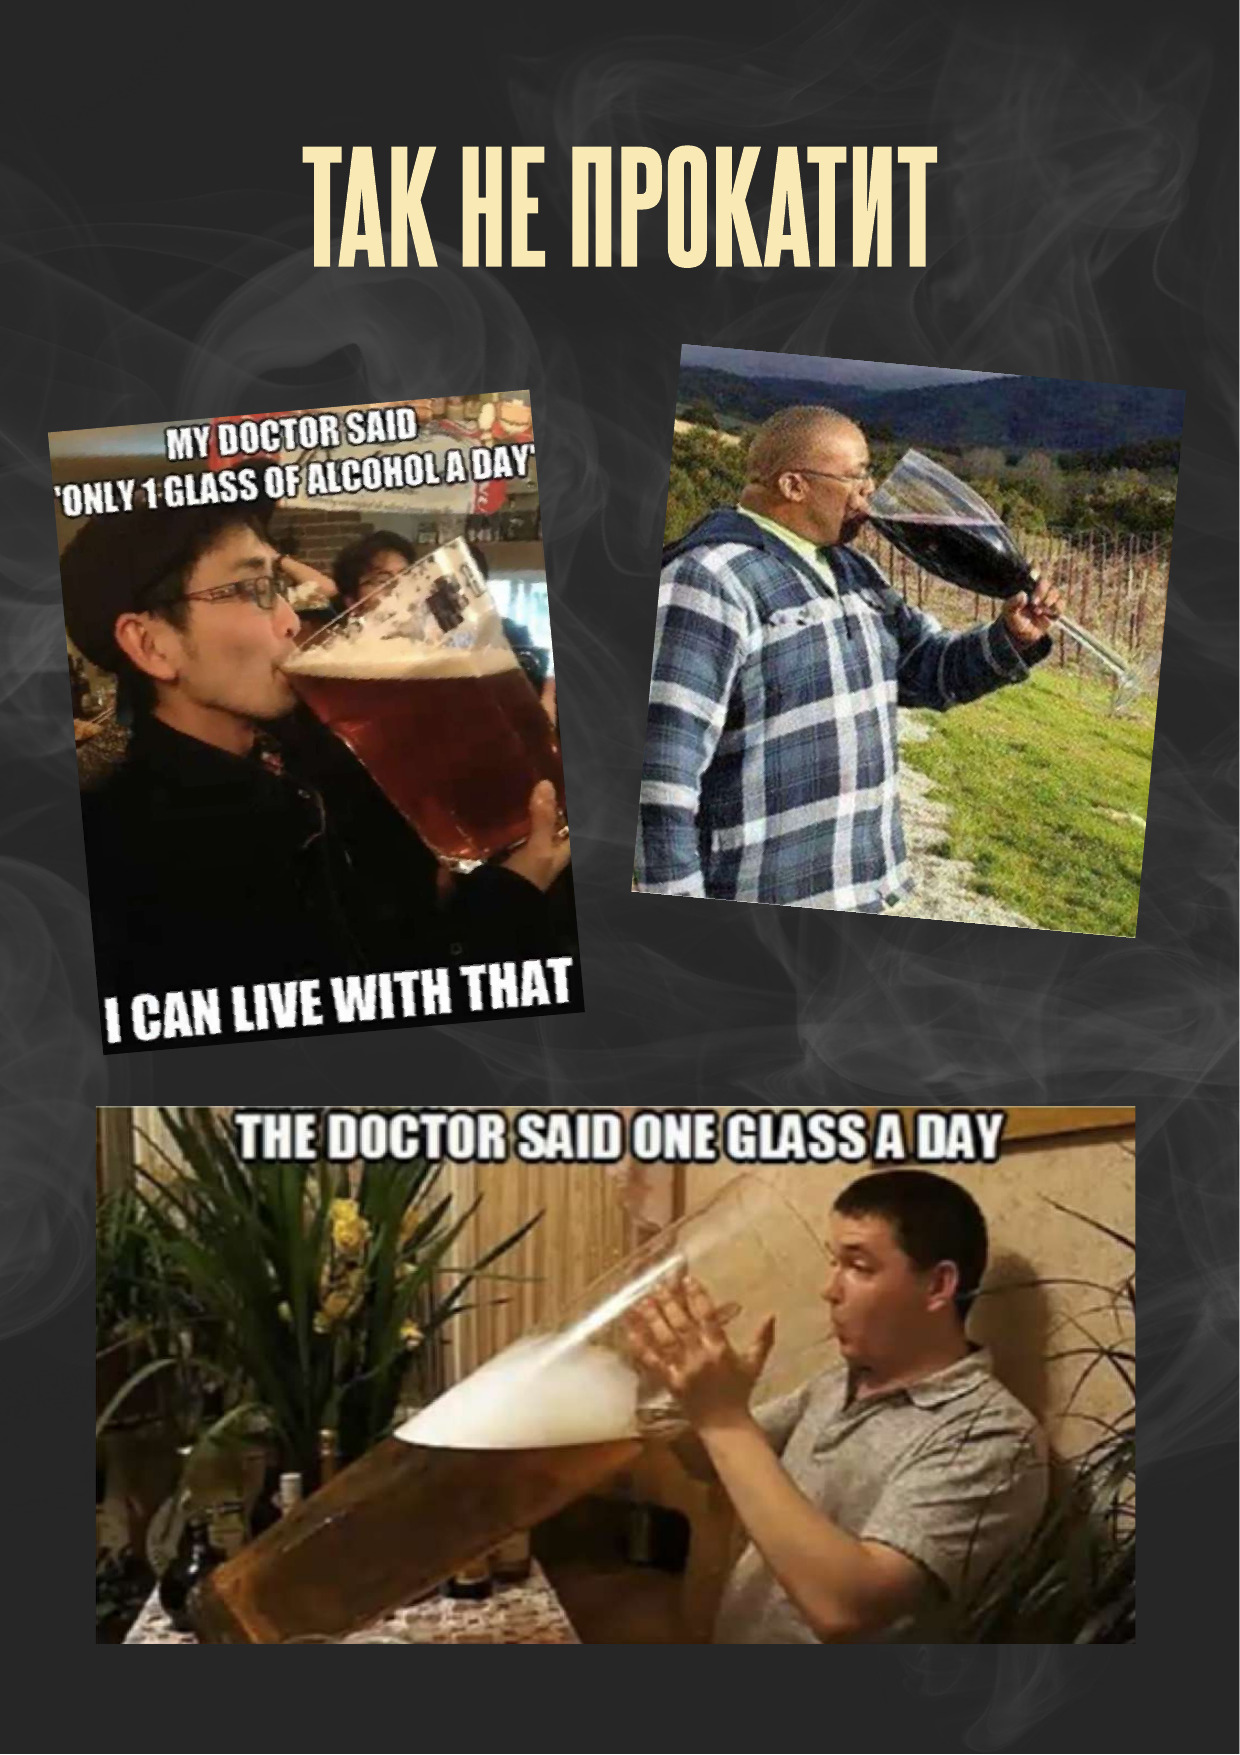 ТАК НЕ ПРОКАТИТ
MY DOCTOR SAID
'ONLY 1 GLASS OF ALCOHOL A DAY'
I CAN LIVE WITH THAT
THE DOCTOR SAID ONE GLASS A DAY